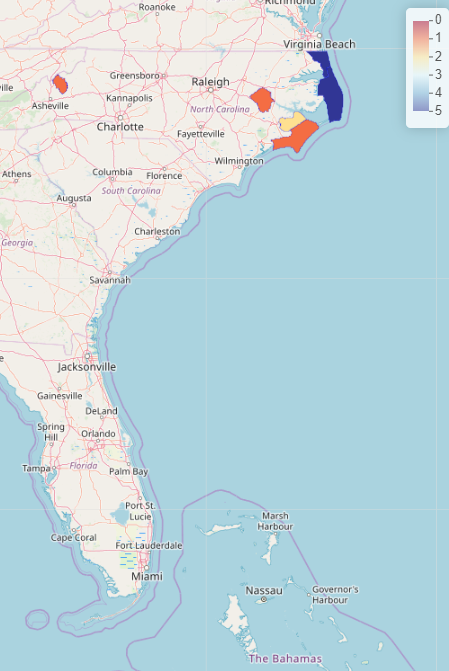 Roanoke
Richmond
Virginia Beach
0
1
2
3
4
5
ville
Greensboro
Raleigh
Asheville
Kannapolis
North Carolina
Charlotte
Fayetteville
Wilmington
Athens
Columbia
Florence
South Carolina
Augusta
Charleston
Georgia
Savannah
Jacksonville
Gainesville
DeLand
Spring
Hill
Orlando
Tampa
Florida
Palm Bay
Port St.
Lucie
Cape Coral
Fort Lauderdale
Miami
Marsh
Harbour
Nassau
Governor's
Harbour
The Bahamas